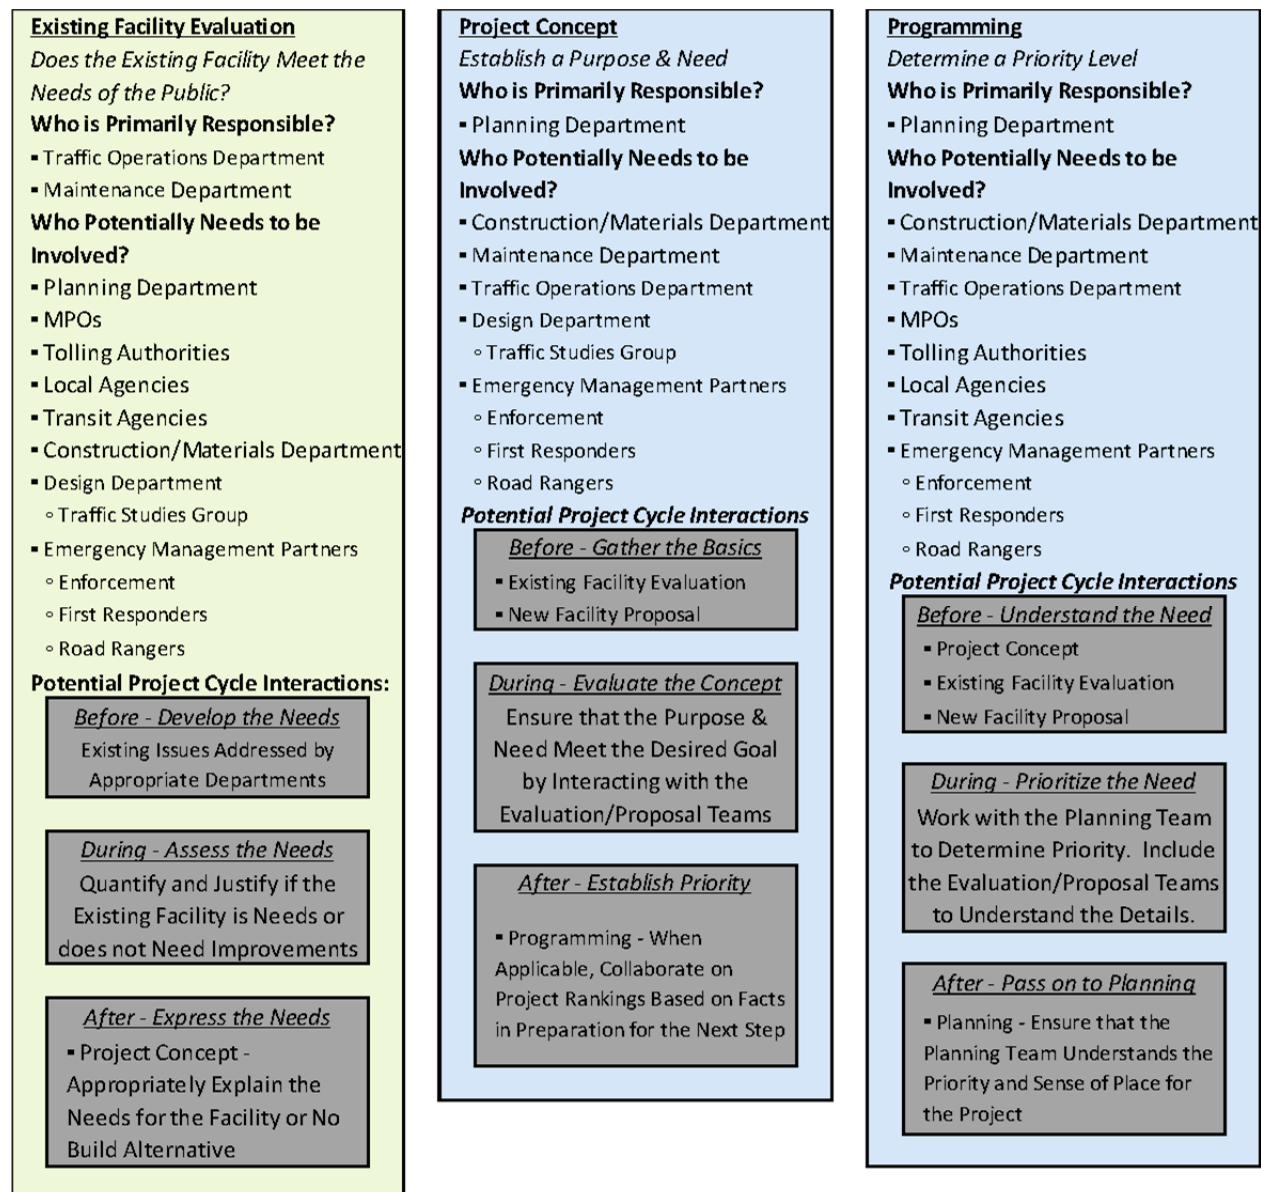 Existing Facility Evaluation
Does the Existing Facility Meet the
Needs of the Public?
Who is Primarily Responsible?
▪ Traffic Operations Department
▪ Maintenance Department
Who Potentially Needs to be
Involved?
▪ Planning Department
▪ MPOs
▪ Tolling Authorities
▪ Local Agencies
▪ Transit Agencies
▪ Construction/Materials Department
▪ Design Department
◦ Traffic Studies Group
▪ Emergency Management Partners
◦ Enforcement
◦ First Responders
◦ Road Rangers
Potential Project Cycle Interactions:
Before - Develop the Needs
Existing Issues Addressed by
Appropriate Departments
During - Assess the Needs
Quantify and Justify if the
Existing Facility is Needs or
does not Need Improvements
After - Express the Needs
▪ Project Concept -
Appropriately Explain the
Needs for the Facility or No
Build Alternative
Project Concept
Establish a Purpose & Need
Who is Primarily Responsible?
▪ Planning Department
Who Potentially Needs to be
Involved?
▪ Construction/Materials Department
▪ Maintenance Department
▪ Traffic Operations Department
▪ Design Department
◦ Traffic Studies Group
▪ Emergency Management Partners
◦ Enforcement
◦ First Responders
◦ Road Rangers
Potential Project Cycle Interactions
Before - Gather the Basics
▪ Existing Facility Evaluation
▪ New Facility Proposal
During - Evaluate the Concept
Ensure that the Purpose &
Need Meet the Desired Goal
by Interacting with the
Evaluation/Proposal Teams
After - Establish Priority
▪ Programming - When
Applicable, Collaborate on
Project Rankings Based on Facts
in Preparation for the Next Step
Programming
Determine a Priority Level
Who is Primarily Responsible?
▪ Planning Department
Who Potentially Needs to be
Involved?
▪ Construction/Materials Department
▪ Maintenance Department
▪ Traffic Operations Department
▪ MPOs
▪ Tolling Authorities
▪ Local Agencies
▪ Transit Agencies
▪ Emergency Management Partners
◦ Enforcement
◦ First Responders
◦ Road Rangers
Potential Project Cycle Interactions
Before - Understand the Need
▪ Project Concept
▪ Existing Facility Evaluation
▪ New Facility Proposal
During - Prioritize the Need
Work with the Planning Team
to Determine Priority.  Include
the Evaluation/Proposal Teams
to Understand the Details.
After - Pass on to Planning
▪ Planning - Ensure that the
Planning Team Understands the
Priority and Sense of Place for
the Project